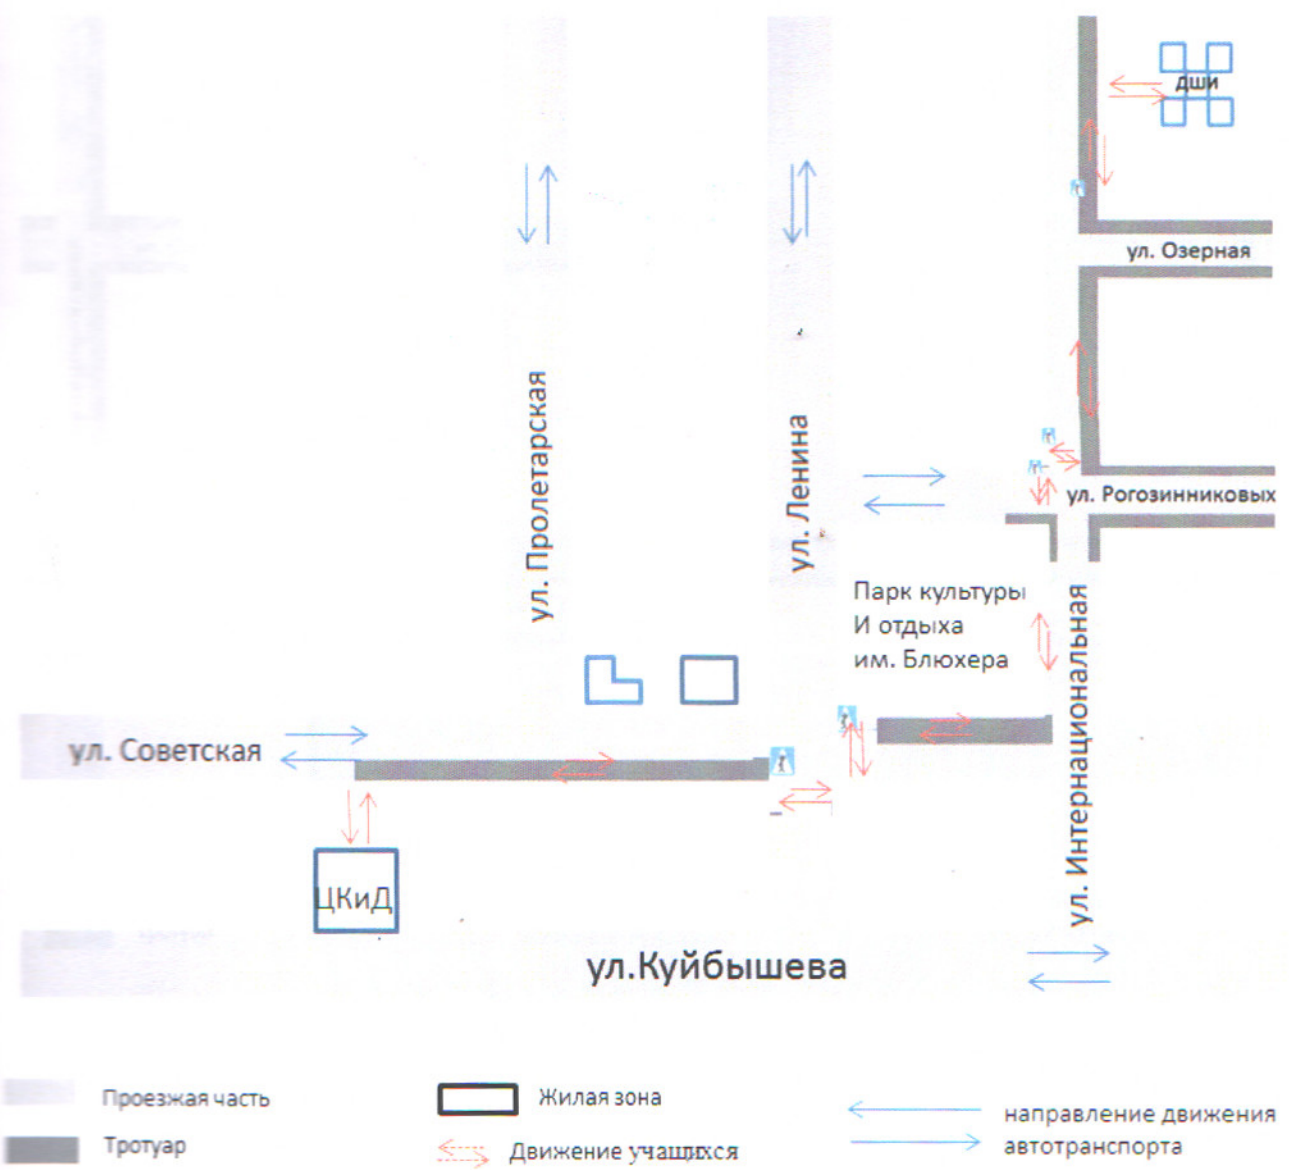 ДШИ
ул. Озерная
ул. Пролетарская
ул. Ленина
ул. Рогозинниковых
Парк культуры
И отдыха
им. Блюхера
ул. Интернациональная
ул. Советская
ЦКиД
ул.Куйбышева
Проезжая часть
Жилая зона
направление движения
автотранспорта
Тротуар
Движение учащихся